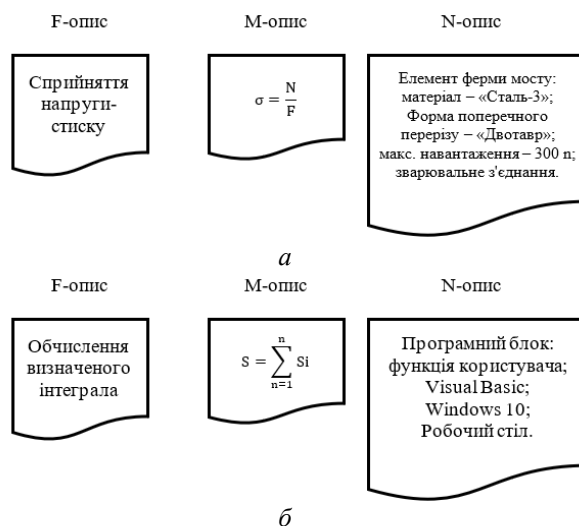 F-опис M-опис N-опис
Сприйняття
напруги-
стиску
σ = N/F
Елемент ферми мосту:
матеріал – «Сталь-3»;
Форма поперечного
перерізу – «Двотавр»;
макс. навантаження – 300 n;
зварювальне з'єднання.
а
F-опис M-опис N-опис
Обчислення
визначеного
інтеграла
n
S = ∑ Si
n=1
Програмний блок:
функція користувача;
Visual Basic;
Windows 10;
Робочий стіл.
б